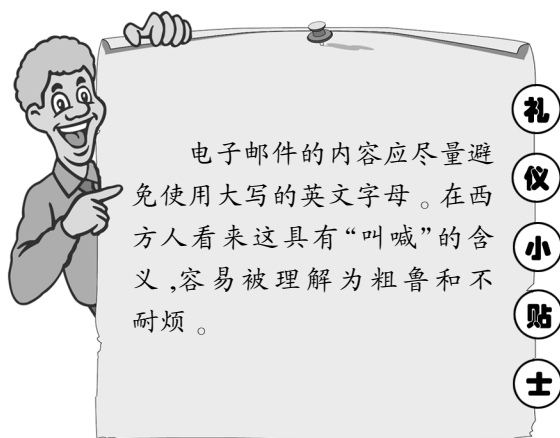 电子邮件的内容应尽量避
免使用大写的英文字母。在西
方人看来这具有“叫喊”的含
义,容易被理解为粗鲁和不
耐烦。
礼
仪
小
贴
士